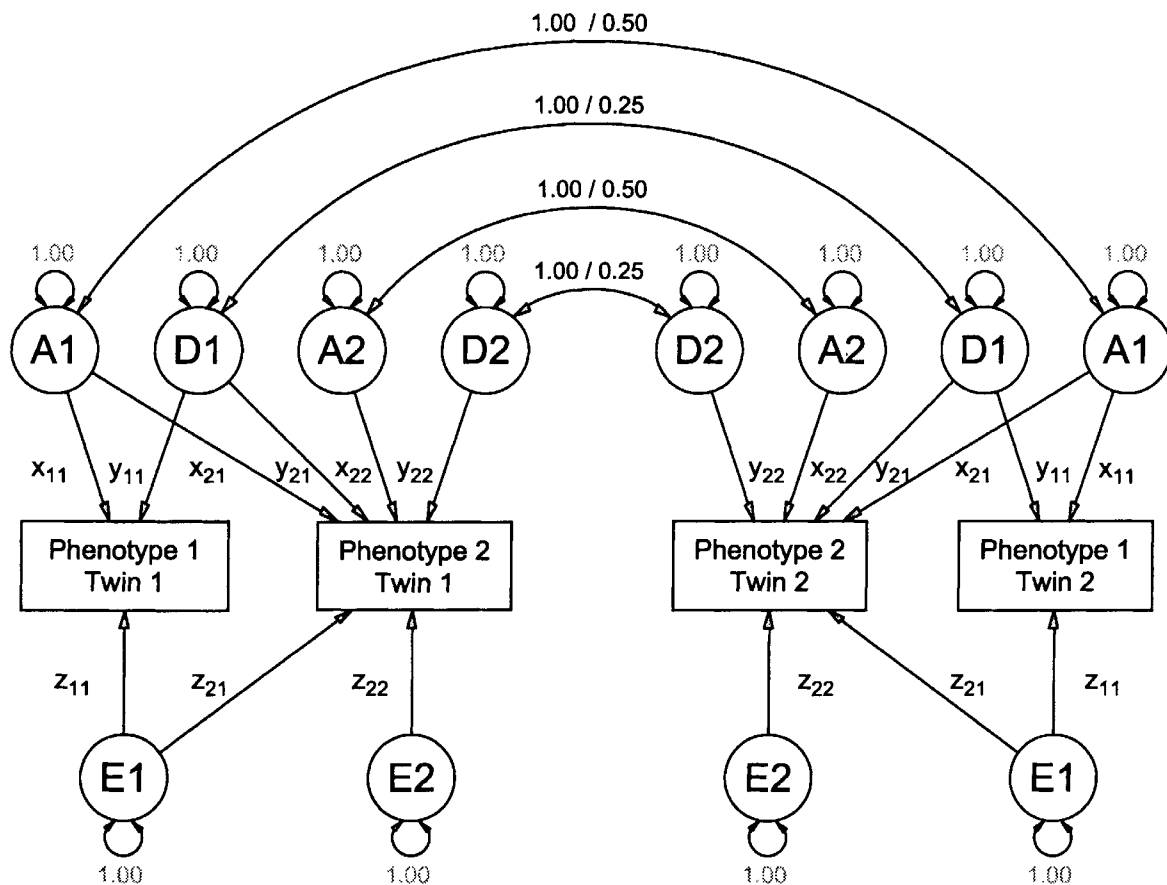 1.00 / 0.50
1.00 / 0.25
1.00 / 0.50
1.00 1.00 1.00 1.00 1.00 / 0.25 1.00 1.00 1.00 1.00
A1 D1 A2 D2 D2 A2 D1 A1
x11 y11 x21 y21 x22 y22 y22 x22 y21 x21 y11 x11
Phenotype 1 Phenotype 2 Phenotype 2 Phenotype 1
Twin 1 Twin 1 Twin 2 Twin 2
z11 z21 z22 z22 z21 z11
E1 E2 E2 E1
1.00 1.00 1.00 1.00